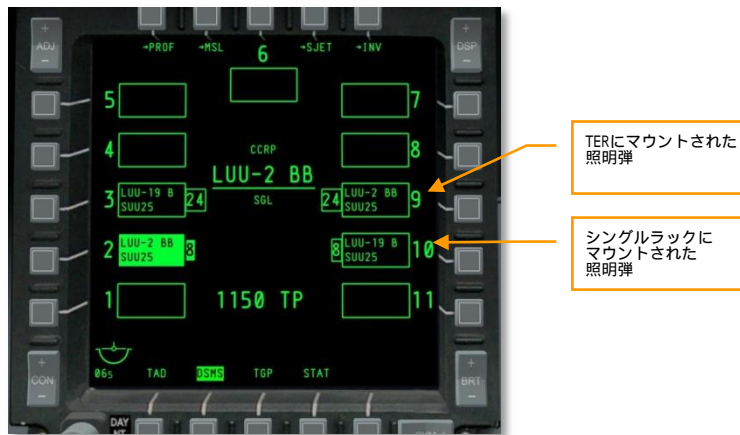 ADJ
→PROF →MSL →SJET →INV
DSP
6
5
7
4
8
CCRP
LUU-2 BB
SGL
3
LUU-19 B
SUU25
24
24
LUU-2 BB
SUU25
9
2
LUU-2 BB
SUU25
8
8
LUU-19 B
SUU25
10
1
1150 TP
11
065
TAD DSMS TGP STAT
CON
BRT
DAY
TERにマウントされた
照明弾
シングルラックに
マウントされた
照明弾